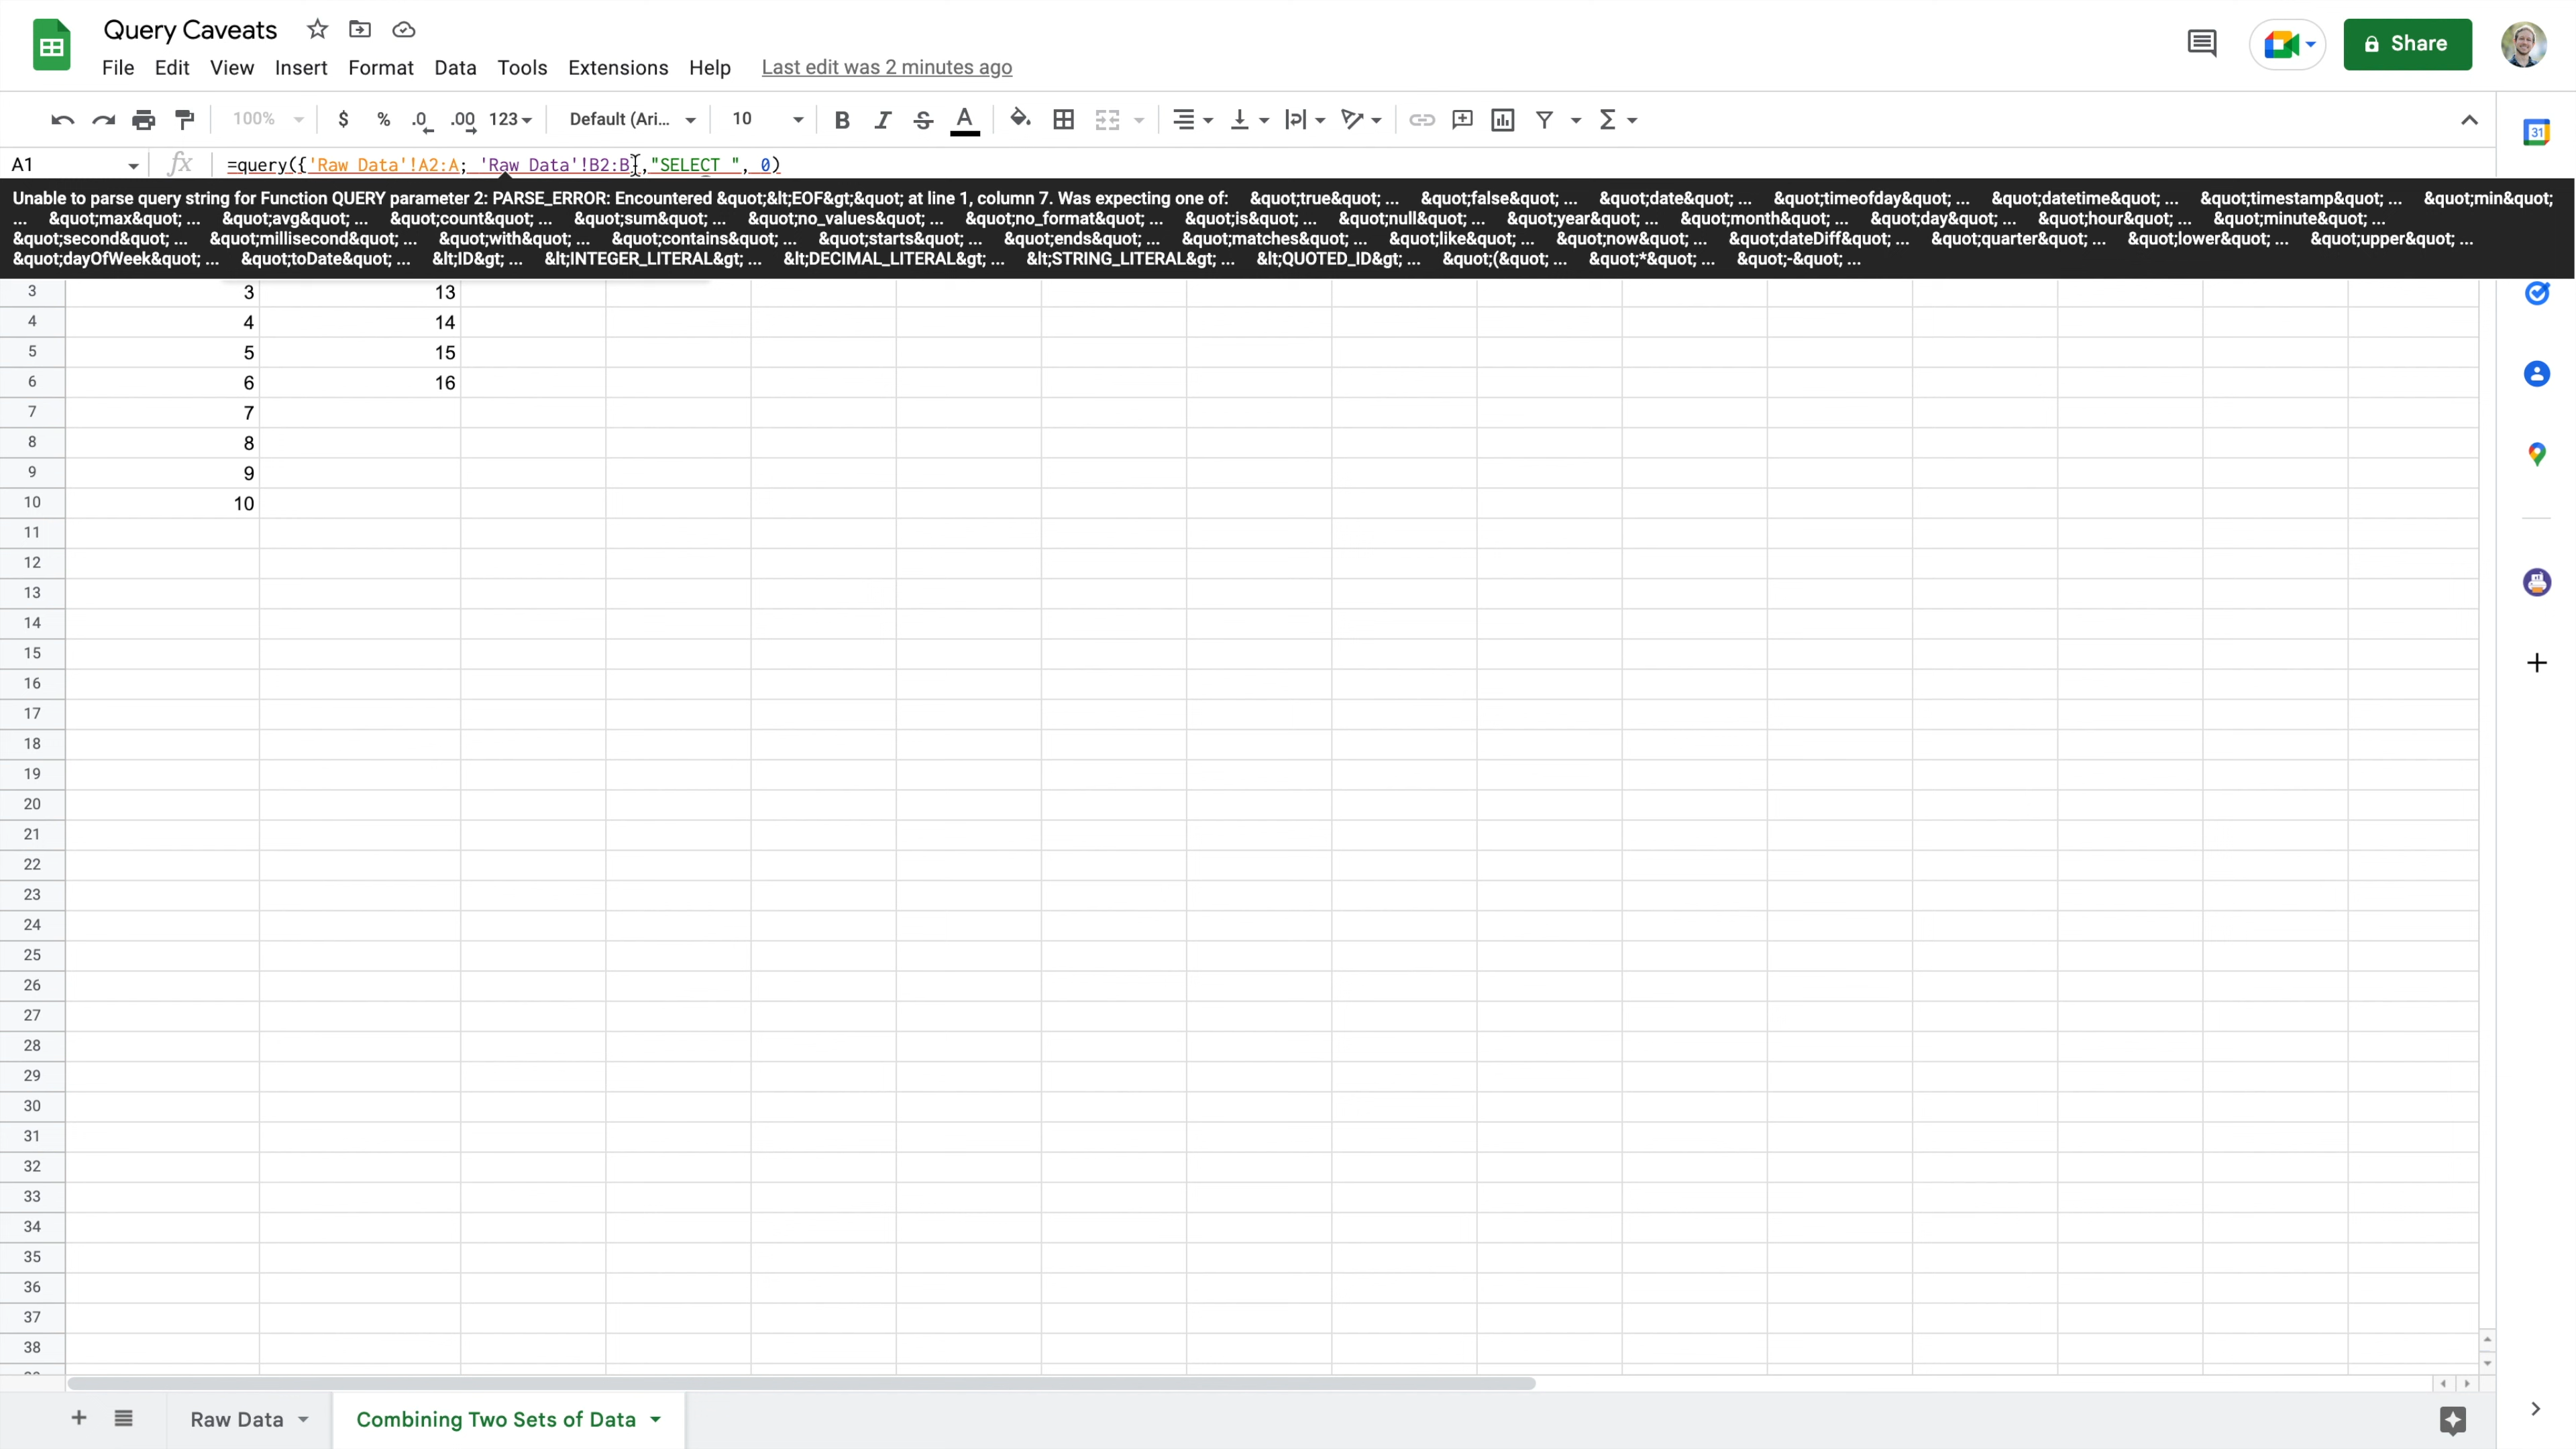 Query Caveats
File Edit View Insert Format Data Tools Extensions Help Last edit was 2 minutes ago
Share
100% $ % .0 .00 123 Default (Ari... 10 B I S A
31
A1 fx =query({'Raw Data'!A2:A; 'Raw Data'!B2:B},"SELECT ", 0)
Unable to parse query string for Function QUERY parameter 2: PARSE_ERROR: Encountered &quot;&lt;EOF&gt;&quot; at line 1, column 7. Was expecting one of: &quot;true&quot; ... &quot;false&quot; ... &quot;date&quot; ... &quot;timeofday&quot; ... &quot;datetime&quot; ... &quot;timestamp&quot; ... &quot;min&quot;
... &quot;max&quot; ... &quot;avg&quot; ... &quot;count&quot; ... &quot;sum&quot; ... &quot;no_values&quot; ... &quot;no_format&quot; ... &quot;is&quot; ... &quot;null&quot; ... &quot;year&quot; ... &quot;month&quot; ... &quot;day&quot; ... &quot;hour&quot; ... &quot;minute&quot; ...
&quot;second&quot; ... &quot;millisecond&quot; ... &quot;with&quot; ... &quot;contains&quot; ... &quot;starts&quot; ... &quot;ends&quot; ... &quot;matches&quot; ... &quot;like&quot; ... &quot;now&quot; ... &quot;dateDiff&quot; ... &quot;quarter&quot; ... &quot;lower&quot; ... &quot;upper&quot; ...
&quot;dayOfWeek&quot; ... &quot;toDate&quot; ... &lt;ID&gt; ... &lt;INTEGER_LITERAL&gt; ... &lt;DECIMAL_LITERAL&gt; ... &lt;STRING_LITERAL&gt; ... &lt;QUOTED_ID&gt; ... &quot;(&quot; ... &quot;*&quot; ... &quot;-&quot; ...
3 3 13
4 4 14
5 5 15
6 6 16
7 7
8 8
9 9
10 10
11
12
13
14
15
16
17
18
19
20
21
22
23
24
25
26
27
28
29
30
31
32
33
34
35
36
37
38
Raw Data Combining Two Sets of Data